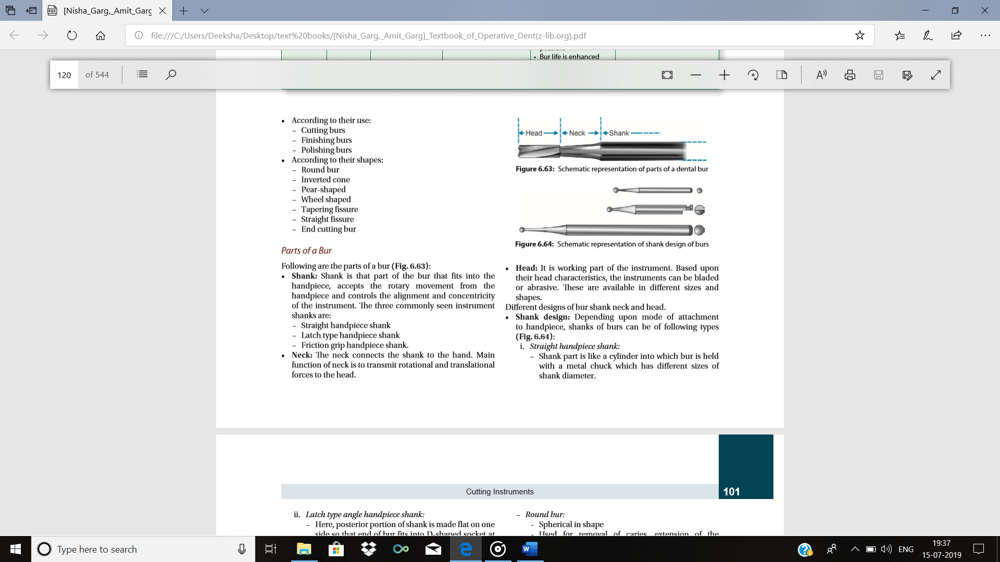 [Nisha_Garg,_Amit_Garg
file:///C:/Users/Deeksha/Desktop/text%20books/[Nisha_Garg,_Amit_Garg]_Textbook_of_Operative_Dent(z-lib.org).pdf
• Bur life is enhanced
120 of 544
• According to their use:
– Cutting burs
– Finishing burs
– Polishing burs
• According to their shapes:
– Round bur
– Inverted cone
– Pear-shaped
– Wheel shaped
– Tapering fissure
– Straight fissure
– End cutting bur
Parts of a Bur
Following are the parts of a bur (Fig. 6.63):
• Shank: Shank is that part of the bur that fits into the
handpiece, accepts the rotary movement from the
handpiece and controls the alignment and concentricity
of the instrument. The three commonly seen instrument
shanks are:
– Straight handpiece shank
– Latch type handpiece shank
– Friction grip handpiece shank.
• Neck: The neck connects the shank to the hand. Main
function of neck is to transmit rotational and translational
forces to the head.
Head Neck Shank
Figure 6.63: Schematic representation of parts of a dental bur
Figure 6.64: Schematic representation of shank design of burs
• Head: It is working part of the instrument. Based upon
their head characteristics, the instruments can be bladed
or abrasive. These are available in different sizes and
shapes.
Different designs of bur shank neck and head.
• Shank design: Depending upon mode of attachment
to handpiece, shanks of burs can be of following types
(Fig. 6.64):
i. Straight handpiece shank:
– Shank part is like a cylinder into which bur is held
with a metal chuck which has different sizes of
shank diameter.
Cutting Instruments
101
ii. Latch type angle handpiece shank:
– Here, posterior portion of shank is made flat on one
side so that end of bur fits into D-shaped socket at
– Round bur:
- Spherical in shape
- Used for removal of caries, extension of the
Type here to search
ENG
19:37
15-07-2019